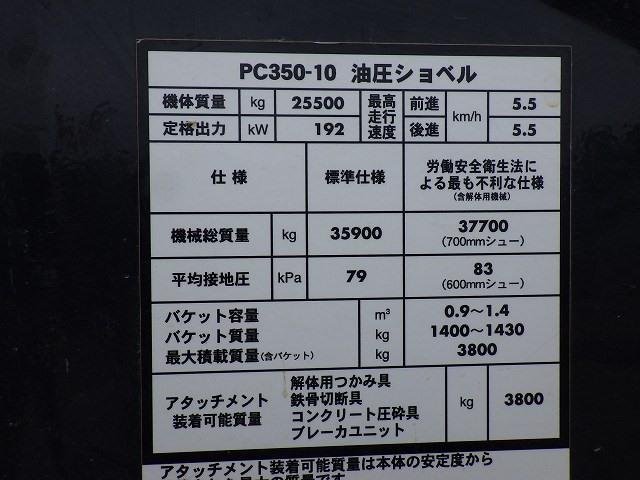 PC350-10 油圧ショベル
機体質量 kg 25500 最高走行速度 前進 km/h 5.5
定格出力 kW 192 後進 5.5
仕様 標準仕様 労働安全衛生法に
よる最も不利な仕様
(含解体用機械)
機械総質量 kg 35900 37700
(700mmシュー)
平均接地圧 kPa 79 83
(600mmシュー)
バケット容量 m³ 0.9〜1.4
バケット質量 kg 1400〜1430
最大積載質量(含バケット) kg 3800
アタッチメント
装着可能質量
解体用つかみ具
鉄骨切断具
コンクリート圧砕具
ブレーカユニット
kg 3800
アタッチメント装着可能質量は本体の安定度から